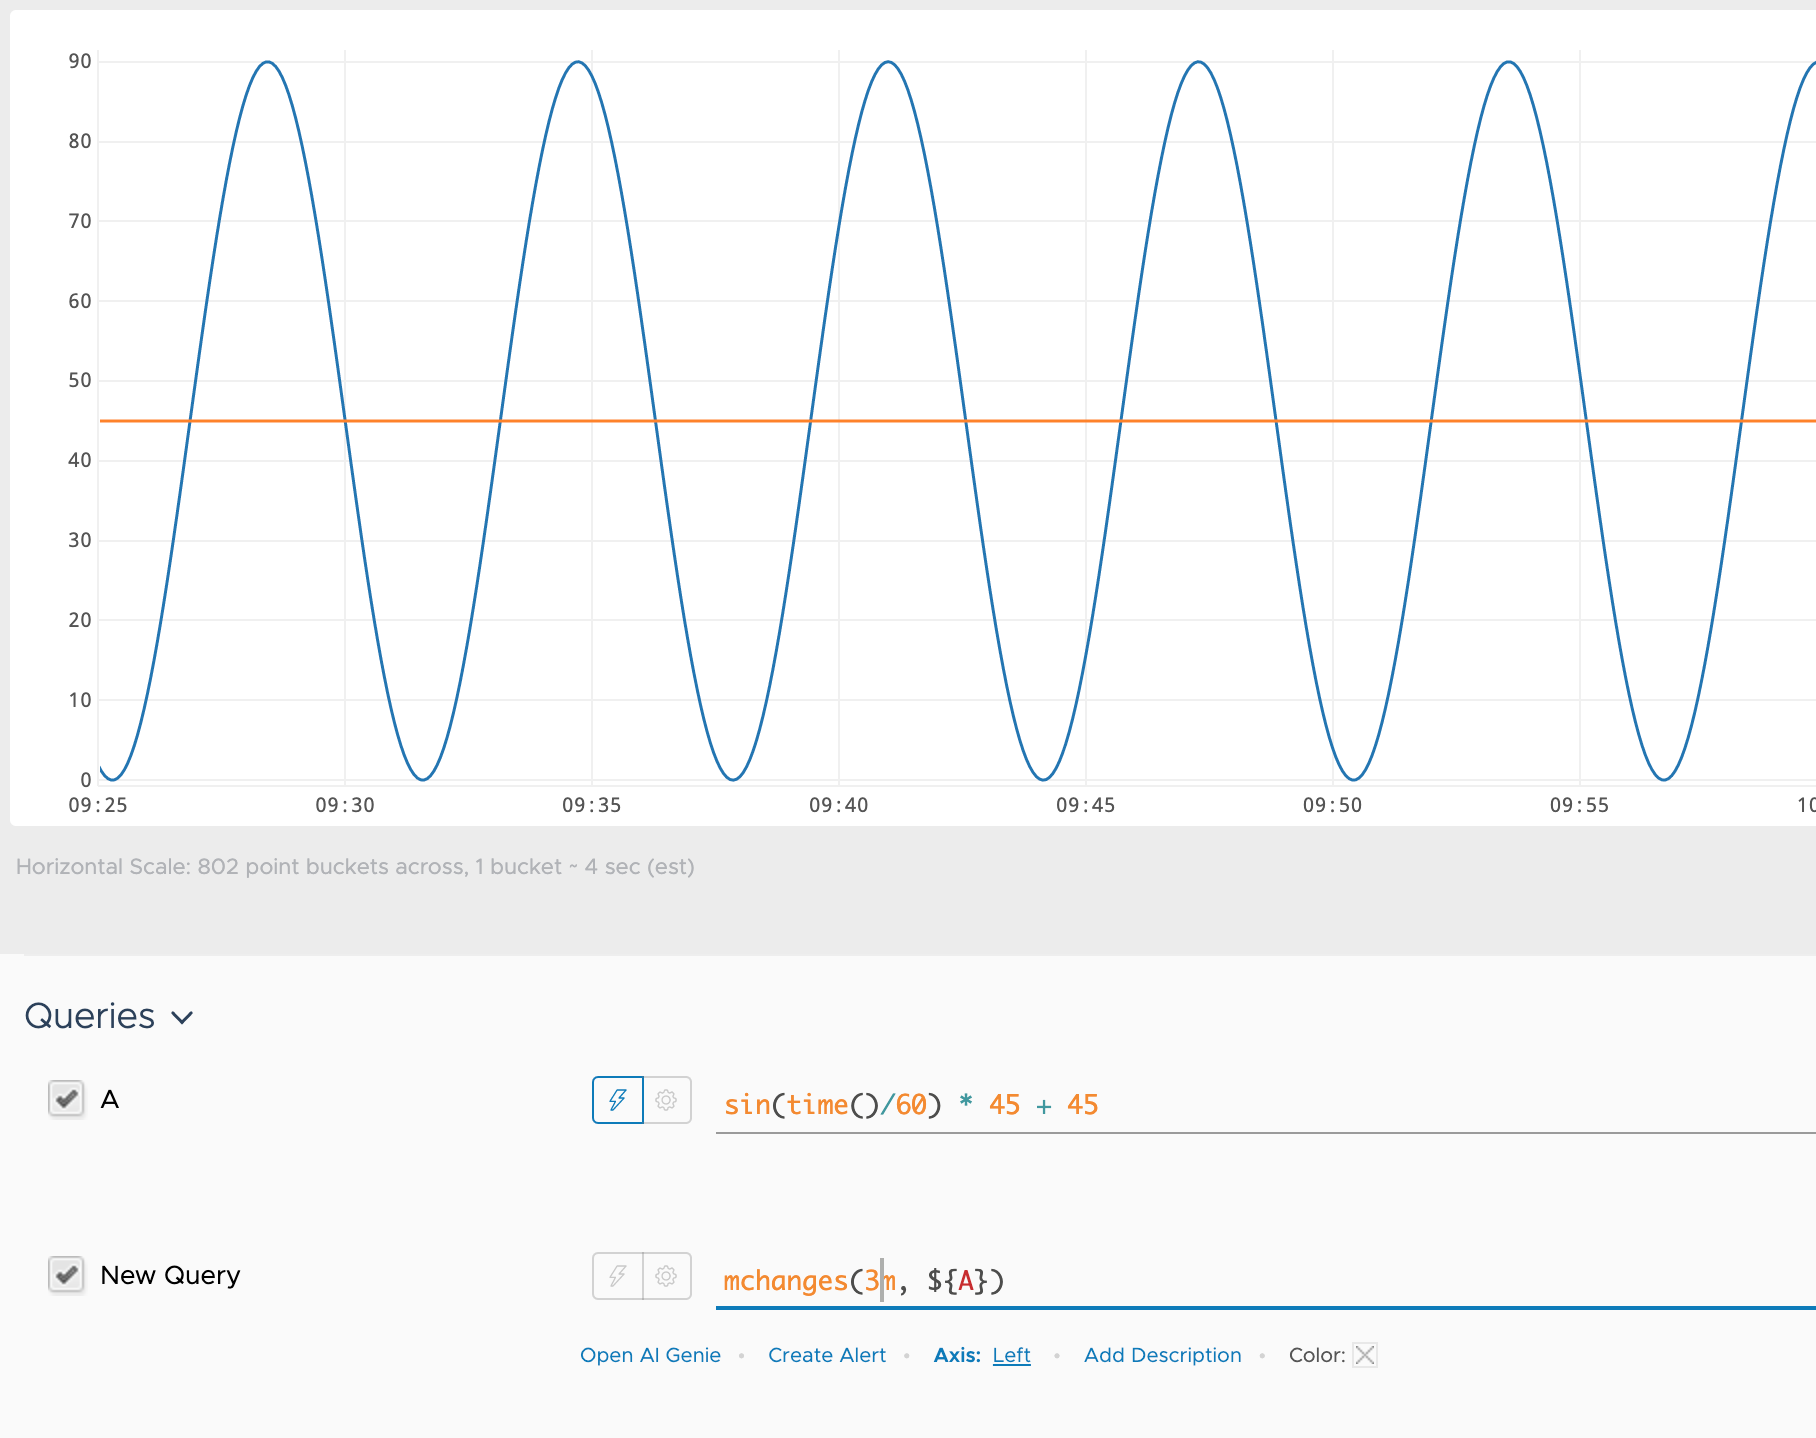 90
80
70
60
50
40
30
20
10
0
09:25 09:30 09:35 09:40 09:45 09:50 09:55 10
Horizontal Scale: 802 point buckets across, 1 bucket ~ 4 sec (est)
Queries
A sin(time()/60) * 45 + 45
New Query mchanges(3m, ${A})
Open AI Genie • Create Alert • Axis: Left • Add Description • Color: